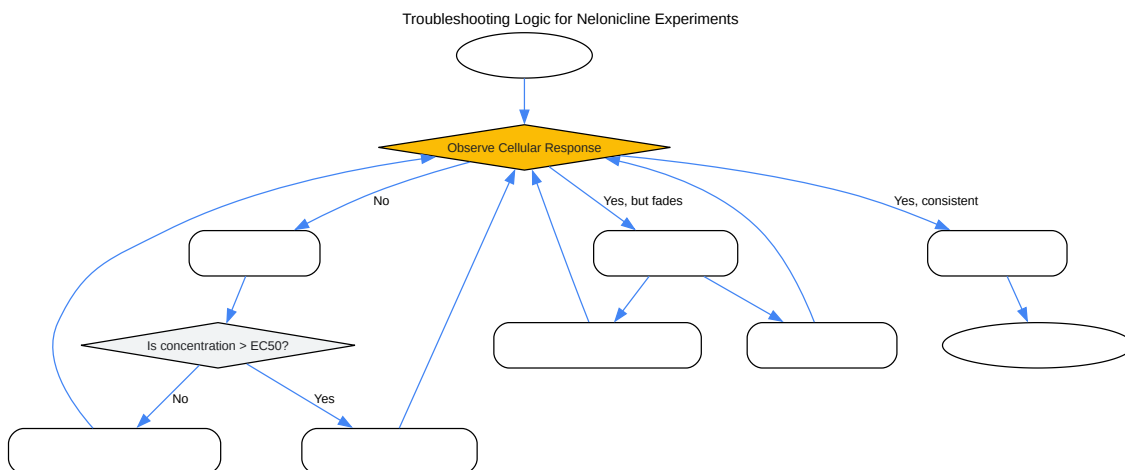 Troubleshooting Logic for Nelonicline Experiments
Observe Cellular Response
No
Yes, but fades
Yes, consistent
Is concentration > EC50?
No
Yes